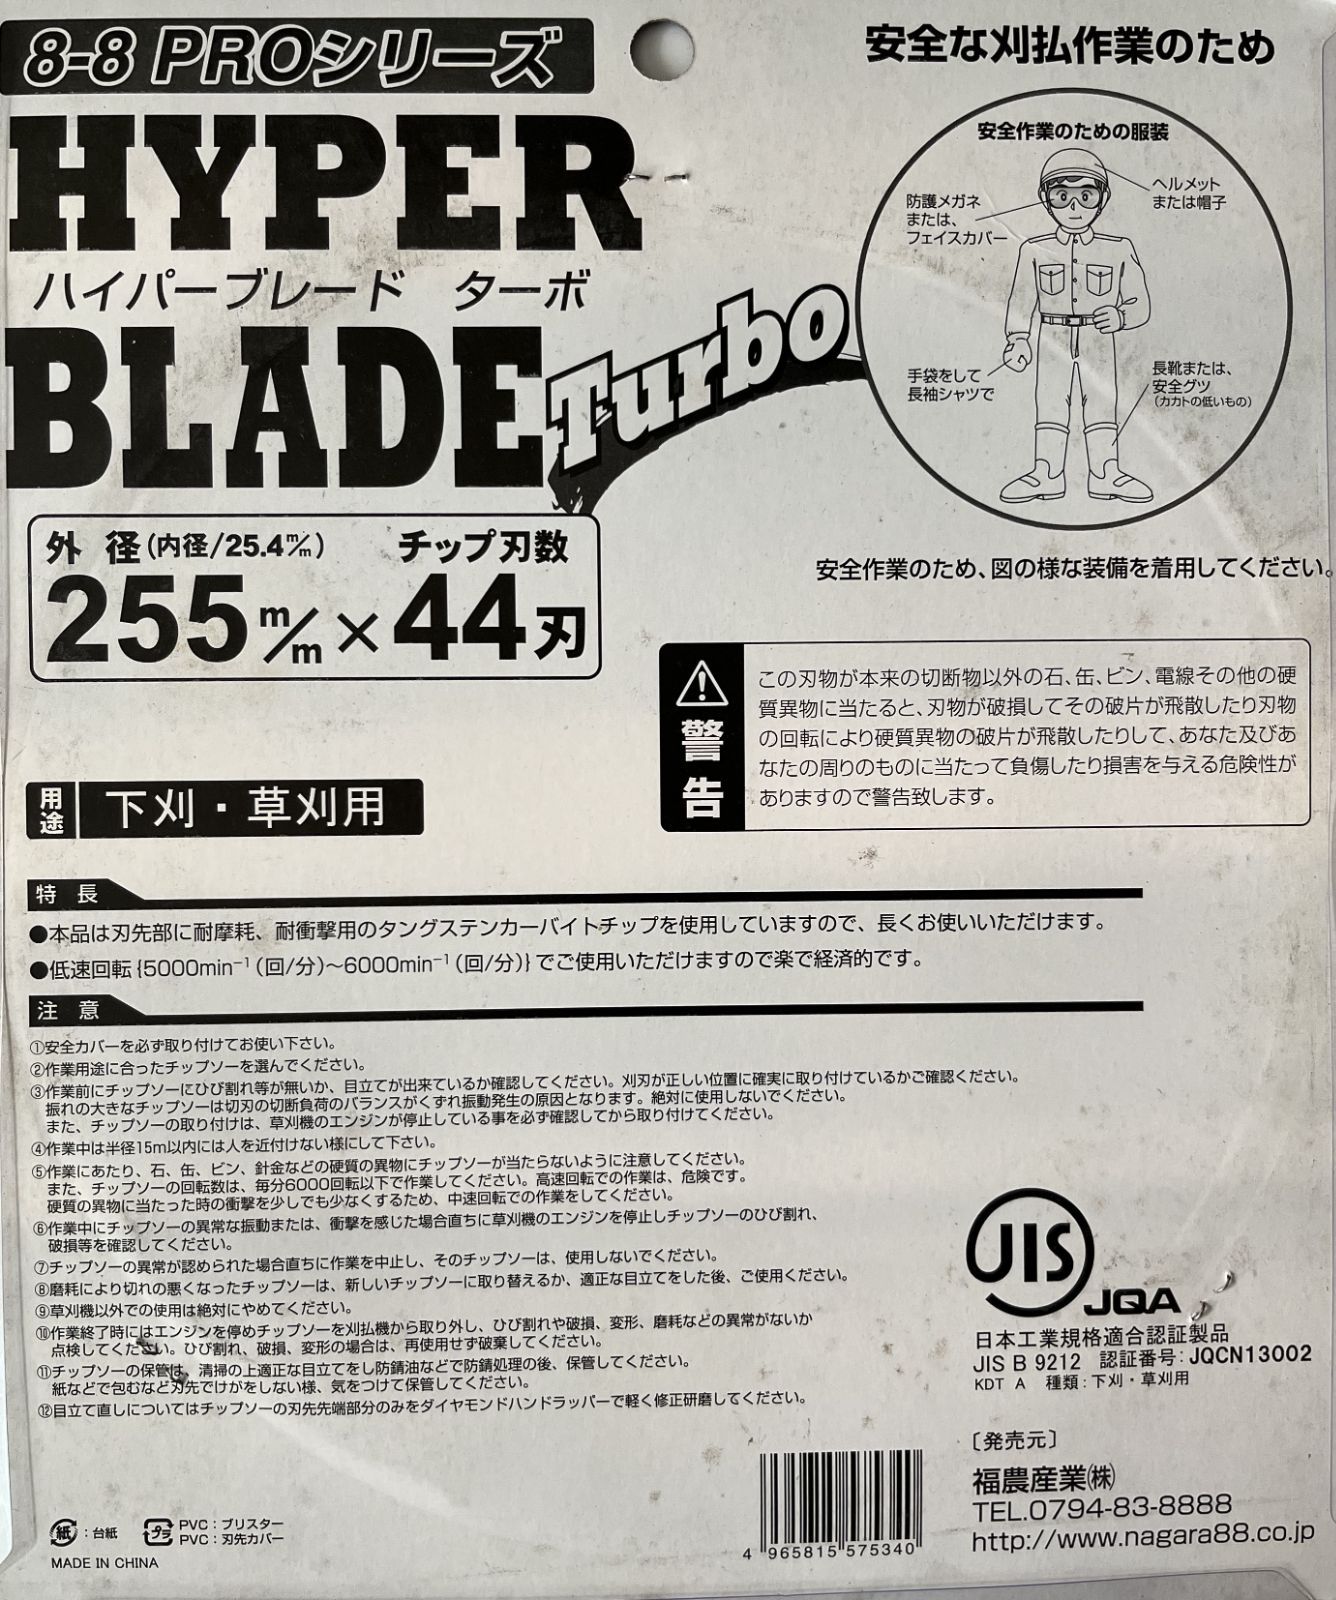 8-8 PROシリーズ
HYPER
ハイパーブレード ターボ
BLADE Turbo
外径(内径/25.4m/m) チップ刃数
255m/m×44刃
用途 下刈・草刈用
安全な刈払作業のため
安全作業のための服装
防護メガネ
または、
フェイスカバー
ヘルメット
または帽子
手袋をして
長袖シャツで
長靴または、
安全グツ
(カカトの低いもの)
安全作業のため、図の様な装備を着用してください。
警告
この刃物が本来の切断物以外の石、缶、ビン、電線その他の硬
質異物に当たると、刃物が破損してその破片が飛散したり刃物
の回転により硬質異物の破片が飛散したりして、あなた及びあ
なたの周りのものに当たって負傷したり損害を与える危険性が
ありますので警告致します。
特長
●本品は刃先部に耐摩耗、耐衝撃用のタングステンカーバイトチップを使用していますので、長くお使いいただけます。
●低速回転{5000min⁻¹(回/分)〜6000min⁻¹(回/分)}でご使用いただけますので楽で経済的です。
注意
①安全カバーを必ず取り付けてお使い下さい。
②作業用途に合ったチップソーを選んでください。
③作業前にチップソーにひび割れ等が無いか、目立てが出来ているか確認してください。刈刃が正しい位置に確実に取り付けているかご確認ください。
振れの大きなチップソーは切刃の切断負荷のバランスがくずれ振動発生の原因となります。絶対に使用しないでください。
また、チップソーの取り付けは、草刈機のエンジンが停止している事を必ず確認してから取り付けてください。
④作業中は半径15m以内には人を近付けない様にして下さい。
⑤作業にあたり、石、缶、ビン、針金などの硬質の異物にチップソーが当たらないように注意してください。
また、チップソーの回転数は、毎分6000回転以下で作業してください。高速回転での作業は、危険です。
硬質の異物に当たった時の衝撃を少しでも少なくするため、中速回転での作業をしてください。
⑥作業中にチップソーの異常な振動または、衝撃を感じた場合直ちに草刈機のエンジンを停止しチップソーのひび割れ、
破損等を確認してください。
⑦チップソーの異常が認められた場合直ちに作業を中止し、そのチップソーは、使用しないでください。
⑧磨耗により切れの悪くなったチップソーは、新しいチップソーに取り替えるか、適正な目立てをした後、ご使用ください。
⑨草刈機以外での使用は絶対にやめてください。
⑩作業終了時にはエンジンを停めチップソーを刈払機から取り外し、ひび割れや破損、変形、磨耗などの異常がないか
点検してください。ひび割れ、破損、変形の場合は、再使用せず破棄してください。
⑪チップソーの保管は、清掃の上適正な目立てをし防錆油などで防錆処理の後、保管してください。
紙などで包むなど刃先でけがをしない様、気をつけて保管してください。
⑫目立て直しについてはチップソーの刃先先端部分のみをダイヤモンドハンドラッパーで軽く修正研磨してください。
JIS
JQA
日本工業規格適合認証製品
JIS B 9212 認証番号:JQCN13002
KDT A 種類:下刈・草刈用
〔発売元〕
福農産業㈱
TEL.0794-83-8888
http://www.nagara88.co.jp
紙:台紙
プラ
PVC:ブリスター
PVC:刃先カバー
MADE IN CHINA
4 965815 575340